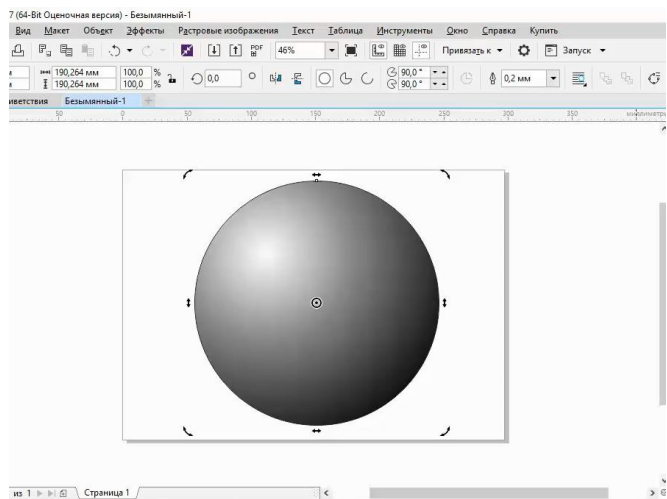 7 (64-Bit Оценочная версия) - Безымянный-1
Вид Макет Объект Эффекты Растровые изображения Текст Таблица Инструменты Окно Справка Купить
PDF 46% Привязать к Запуск
190,264 мм 100,0 % 0,0 90,0 ° 0,2 мм
190,264 мм 100,0 % 90,0 °
иветствия Безымянный-1
50 0 50 100 150 200 250 300 350
из 1 Страница 1